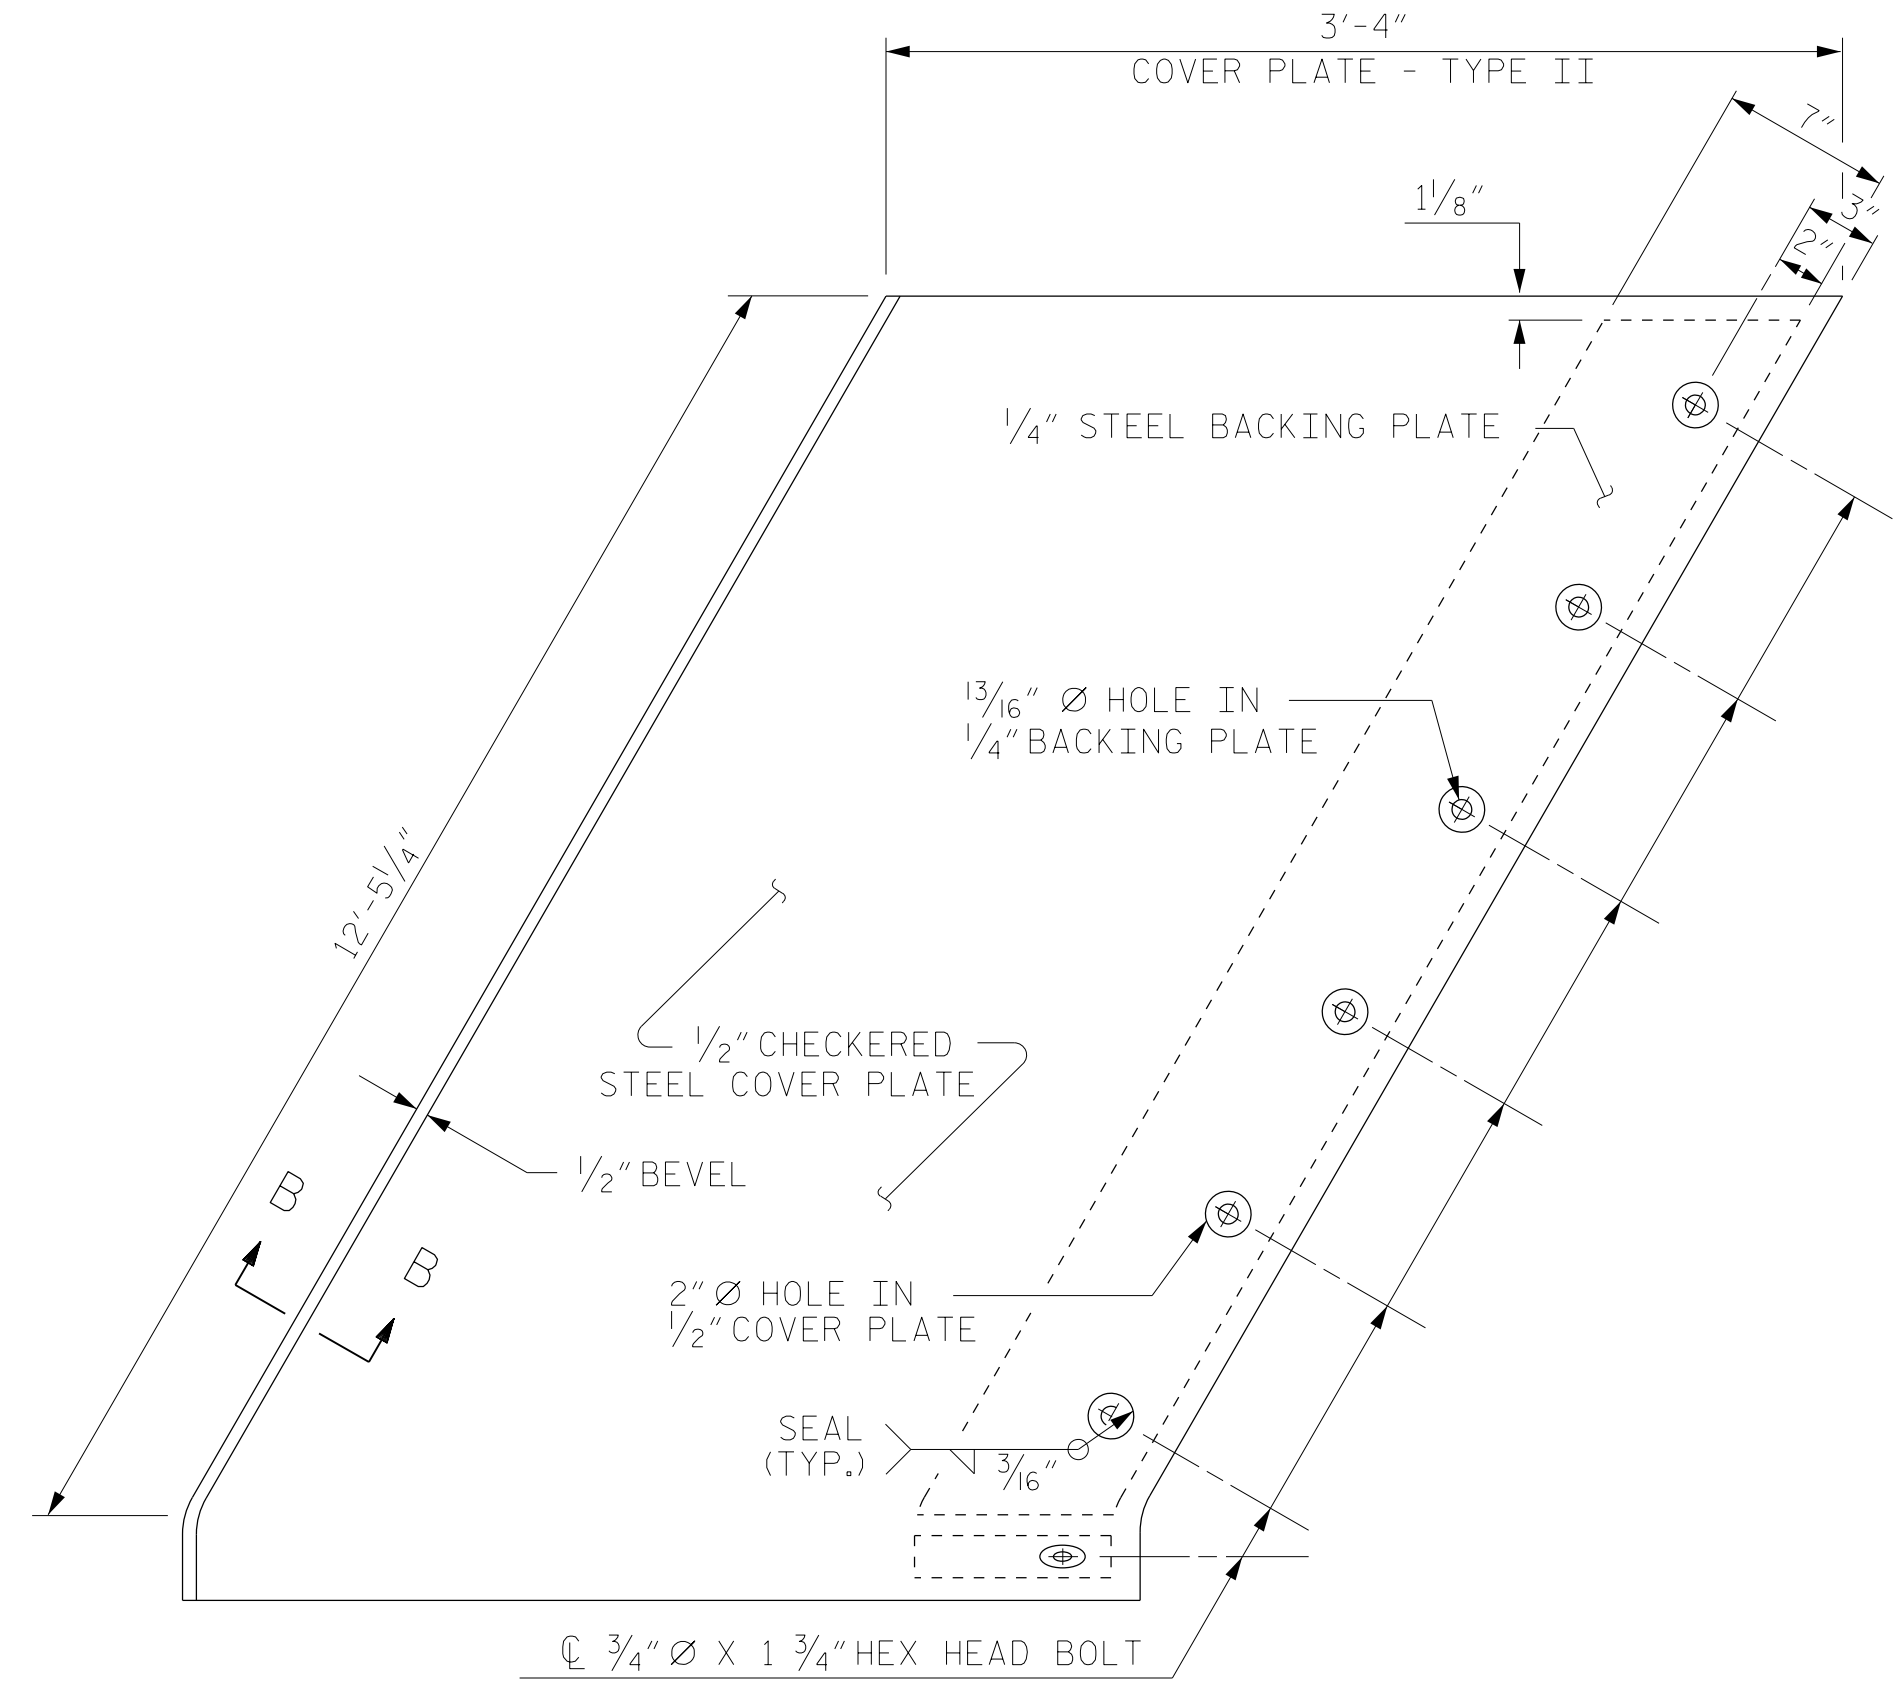 3'-4"
COVER PLATE - TYPE II
7"
3"
2"
1 1/8"
1/4" STEEL BACKING PLATE
13/16" Ø HOLE IN
1/4" BACKING PLATE
12'-5 1/4"
1/2" CHECKERED
STEEL COVER PLATE
1/2" BEVEL
B
B
2" Ø HOLE IN
1/2" COVER PLATE
SEAL
(TYP.)
3/16"
℄ 3/4" Ø X 1 3/4" HEX HEAD BOLT